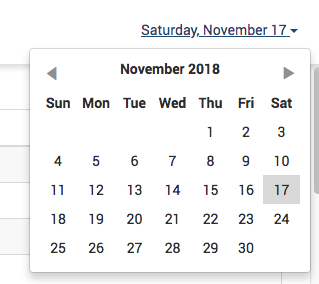 Saturday, November 17
November 2018
Sun Mon Tue Wed Thu Fri Sat
1 2 3
4 5 6 7 8 9 10
11 12 13 14 15 16 17
18 19 20 21 22 23 24
25 26 27 28 29 30